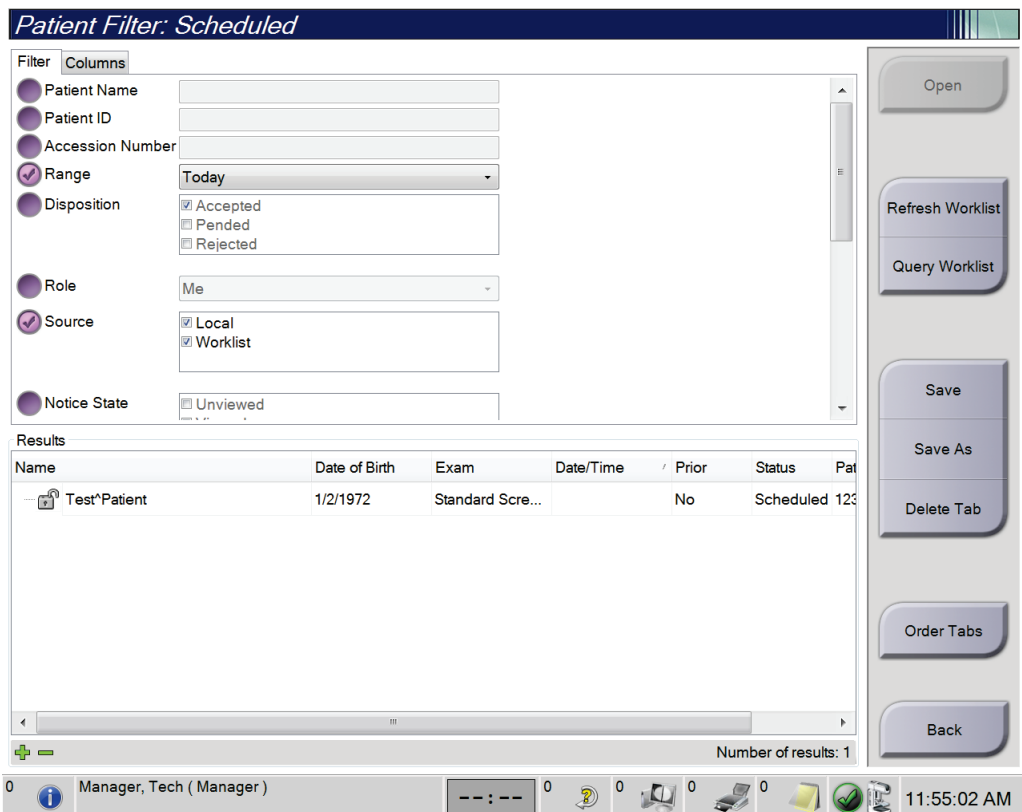 Patient Filter: Scheduled
Filter Columns
Patient Name
Patient ID
Accession Number
Range Today
Disposition Accepted
Pended
Rejected
Role Me
Source Local
Worklist
Notice State Unviewed
Results
Name Date of Birth Exam Date/Time Prior Status Pat
Test^Patient 1/2/1972 Standard Scre... No Scheduled 123
Number of results: 1
Open
Refresh Worklist
Query Worklist
Save
Save As
Delete Tab
Order Tabs
Back
0 Manager, Tech ( Manager ) --:-- 0 0 0 0 11:55:02 AM